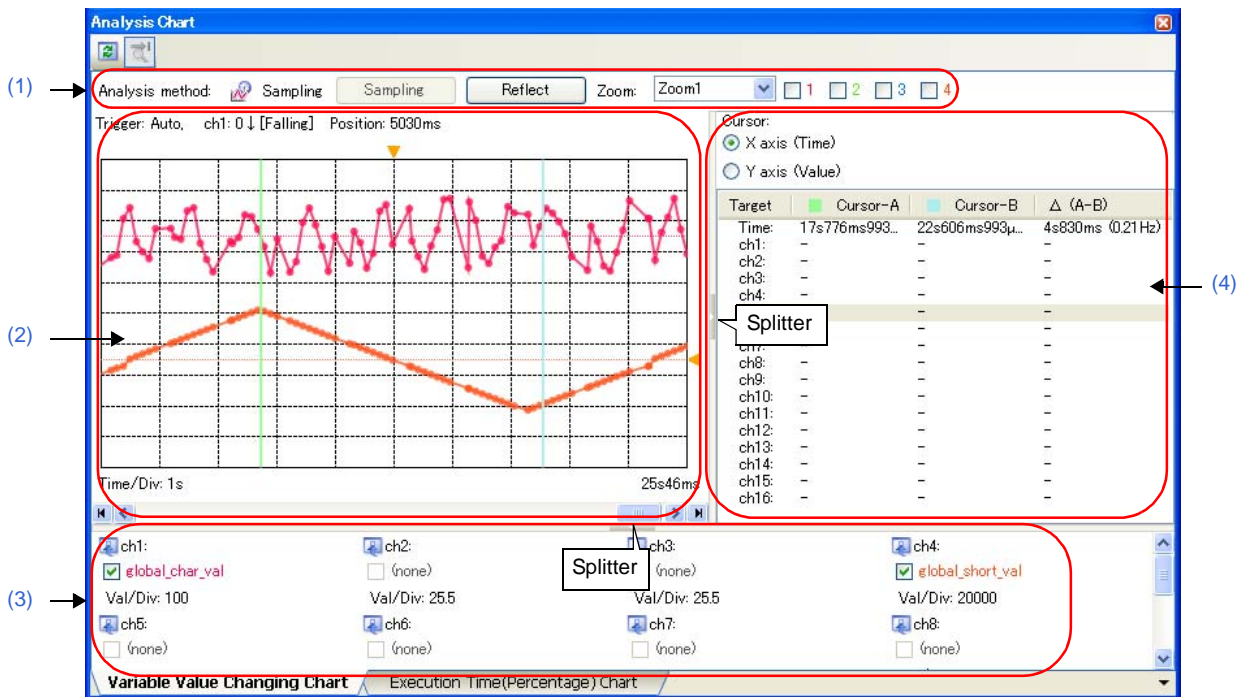 Analysis Chart
(1)
Analysis method: Sampling Sampling Reflect Zoom: Zoom1 1 2 3 4
Trigger: Auto, ch1: 0↓[Falling] Position: 5030ms
Cursor:
X axis (Time)
Y axis (Value)
Target Cursor-A Cursor-B Δ (A-B)
Time: 17s776ms993... 22s606ms993μ... 4s830ms (0.21Hz)
ch1: - - -
ch2: - - -
ch3: - - -
ch4: - - -
- -
Splitter
- -
ch7: - - -
ch8: - - -
ch9: - - -
ch10: - - -
ch11: - - -
ch12: - - -
ch13: - - -
ch14: - - -
ch15: - - -
ch16: - - -
(4)
(2)
Time/Div: 1s 25s46ms
Splitter
(3)
ch1: ch2: ch3: ch4:
global_char_val (none) (none) global_short_val
Val/Div: 100 Val/Div: 25.5 Val/Div: 25.5 Val/Div: 20000
ch5: ch6: ch7: ch8:
(none) (none) (none) (none)
Variable Value Changing Chart Execution Time(Percentage) Chart